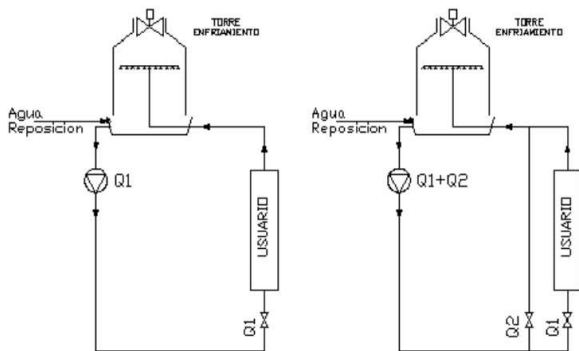 TORRE
ENFRIAMIENTO
Agua
Reposicion
Q1
USUARIO
Q1
TORRE
ENFRIAMIENTO
Agua
Reposicion
Q1+Q2
USUARIO
Q2
Q1